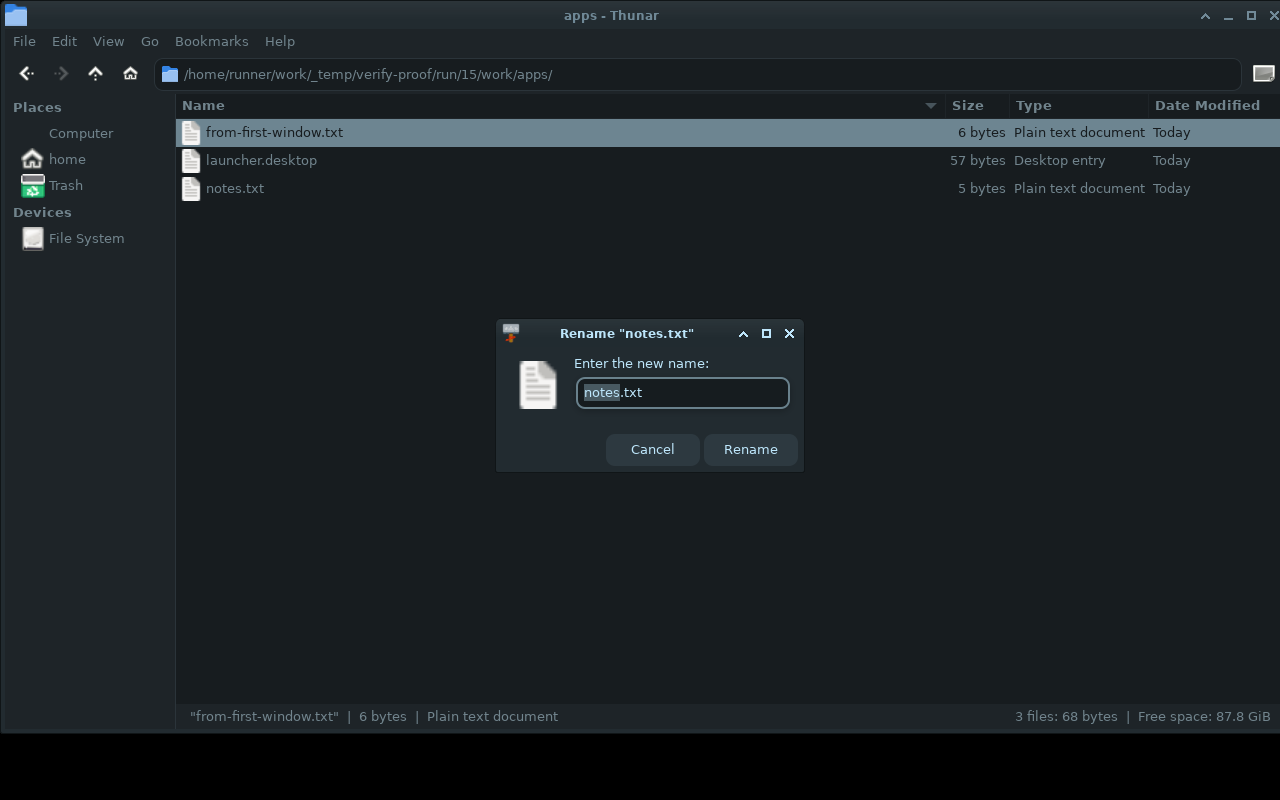 apps - Thunar
File Edit View Go Bookmarks Help
/home/runner/work/_temp/verify-proof/run/15/work/apps/
Places
Computer
home
Trash
Devices
File System
Name Size Type Date Modified
from-first-window.txt 6 bytes Plain text document Today
launcher.desktop 57 bytes Desktop entry Today
notes.txt 5 bytes Plain text document Today
Rename "notes.txt"
Enter the new name:
notes.txt
Cancel Rename
"from-first-window.txt" | 6 bytes | Plain text document 3 files: 68 bytes | Free space: 87.8 GiB